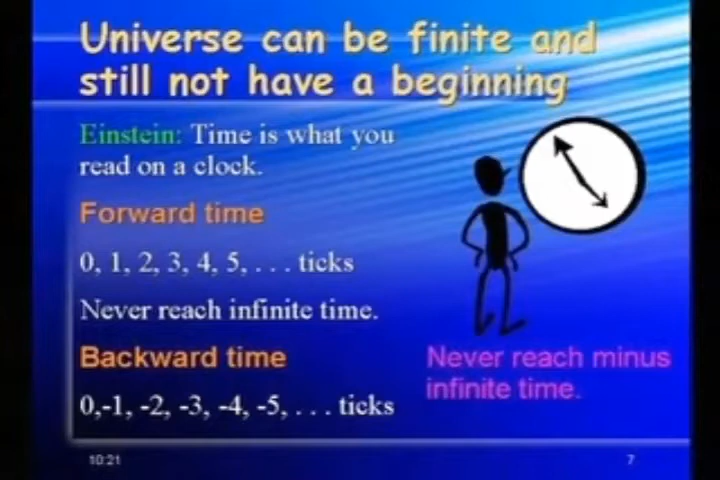 Universe can be finite and
still not have a beginning
Einstein: Time is what you
read on a clock.
Forward time
0, 1, 2, 3, 4, 5, . . . ticks
Never reach infinite time.
Backward time
0,-1, -2, -3, -4, -5, . . . ticks
Never reach minus
infinite time.
10:21
7